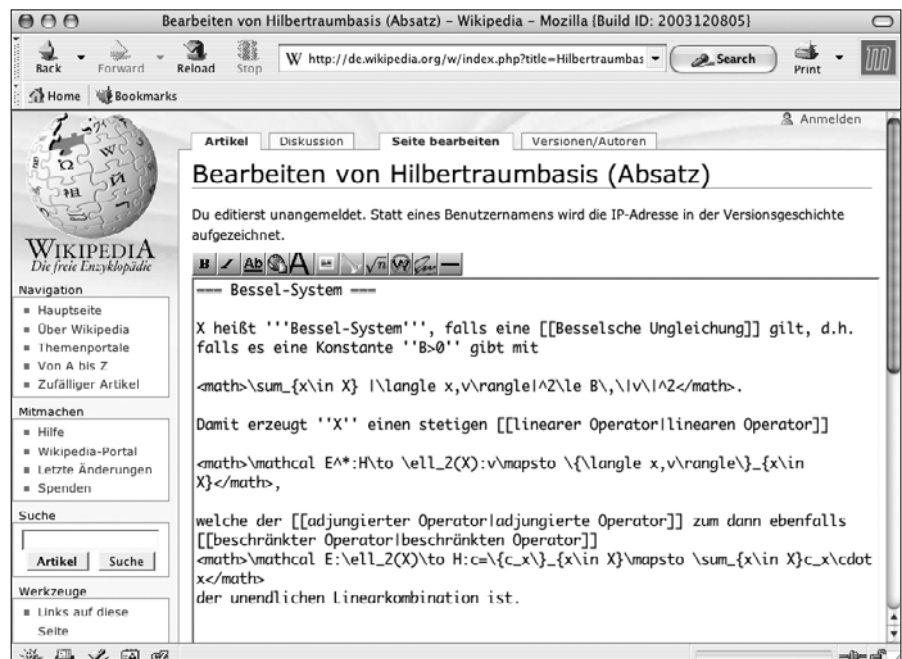 Bearbeiten von Hilbertraumbasis (Absatz) – Wikipedia – Mozilla {Build ID: 2003120805}
Back Forward Reload Stop W http://de.wikipedia.org/w/index.php?title=Hilbertraumbas Search Print
Home Bookmarks
Anmelden
Artikel Diskussion Seite bearbeiten Versionen/Autoren
Bearbeiten von Hilbertraumbasis (Absatz)
Du editierst unangemeldet. Statt eines Benutzernamens wird die IP-Adresse in der Versionsgeschichte
aufgezeichnet.
WIKIPEDIA
Die freie Enzyklopädie
Navigation
Hauptseite
Über Wikipedia
Themenportale
Von A bis Z
Zufälliger Artikel
Mitmachen
Hilfe
Wikipedia-Portal
Letzte Änderungen
Spenden
Suche
Artikel Suche
Werkzeuge
Links auf diese
Seite
B I Ab A √n
=== Bessel-System ===
X heißt '''Bessel-System''', falls eine [[Besselsche Ungleichung]] gilt, d.h.
falls es eine Konstante ''B>0'' gibt mit
<math>\sum_{x\in X} |\langle x,v\rangle|^2\le B\,\|v\|^2</math>.
Damit erzeugt ''X'' einen stetigen [[linearer Operator|linearen Operator]]
<math>\mathcal E^*:H\to \ell_2(X):v\mapsto \{\langle x,v\rangle\}_{x\in
X}</math>,
welche der [[adjungierter Operator|adjungierte Operator]] zum dann ebenfalls
[[beschränkter Operator|beschränkten Operator]]
<math>\mathcal E:\ell_2(X)\to H:c=\{c_x\}_{x\in X}\mapsto \sum_{x\in X}c_x\cdot
x</math>
der unendlichen Linearkombination ist.